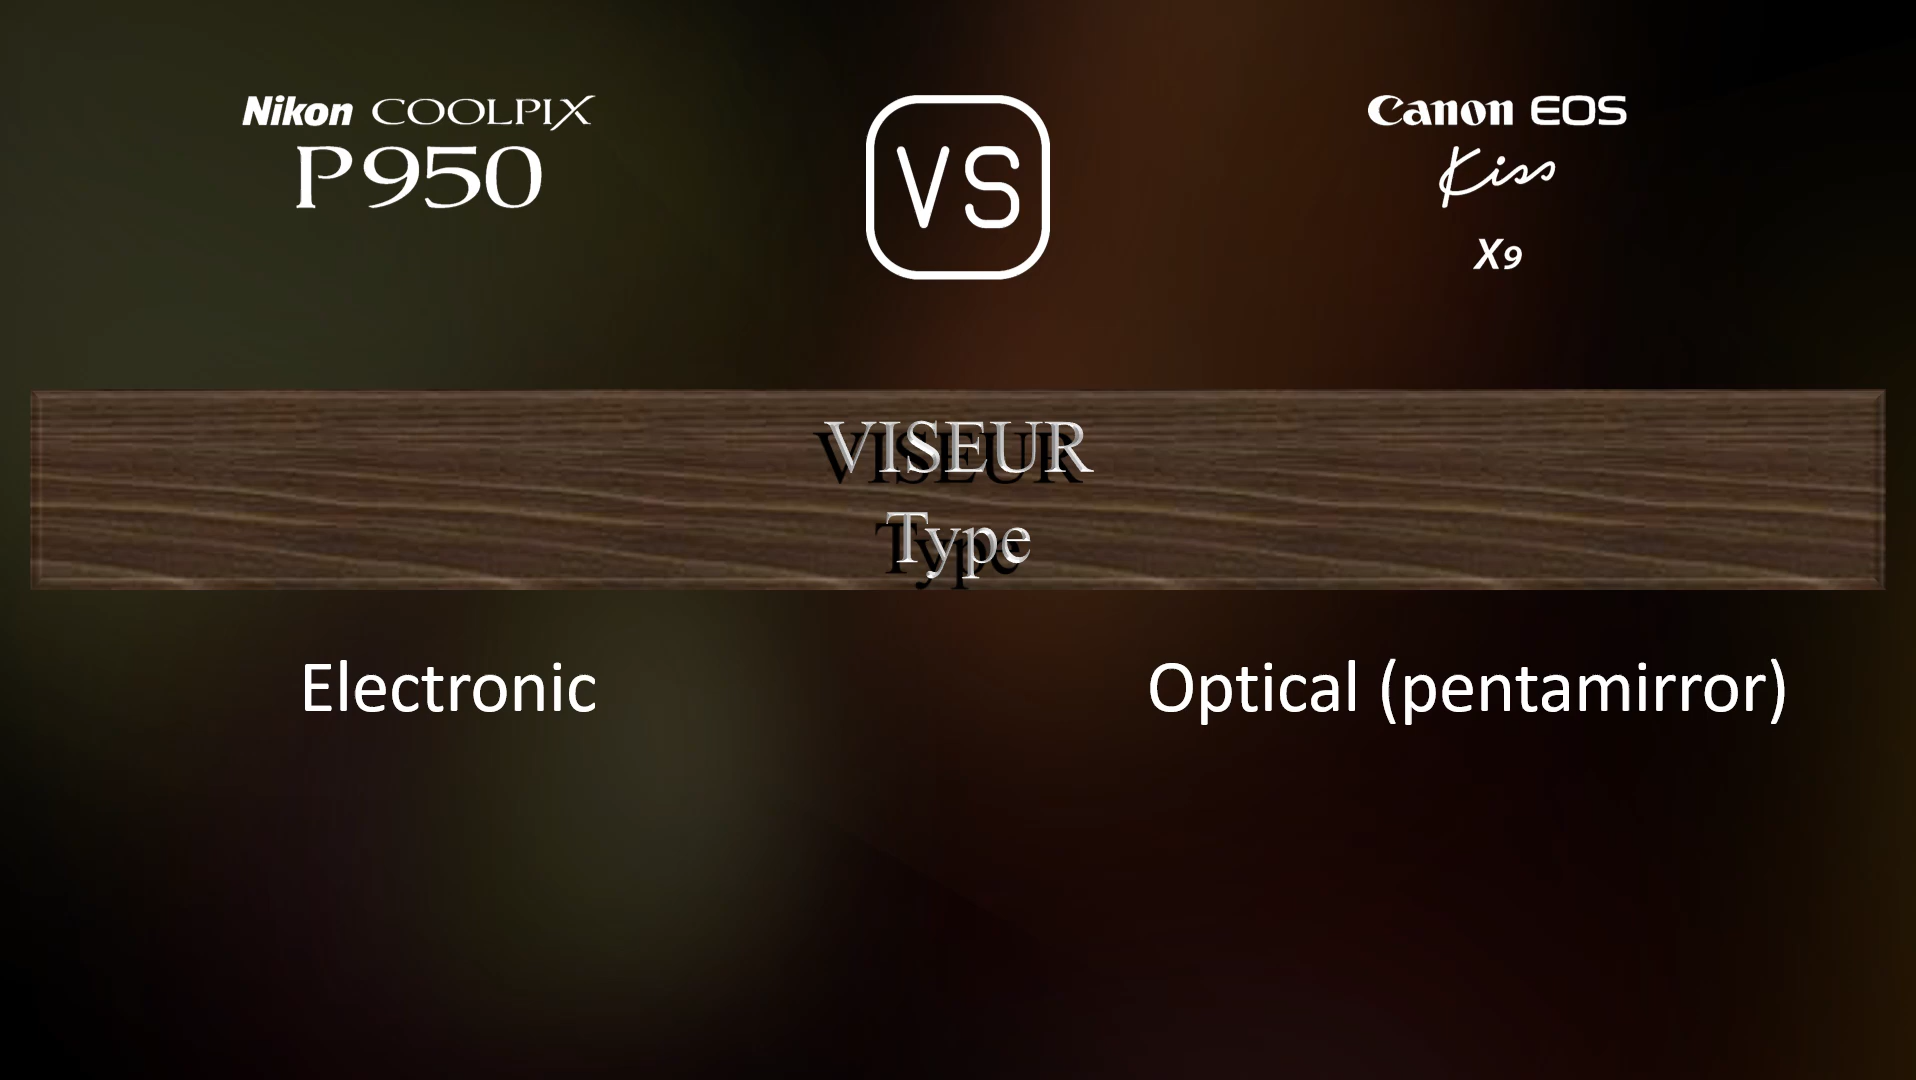 Nikon COOLPIX
P950
VS
Canon EOS
Kiss
X9
VISEUR
Type
Electronic
Optical (pentamirror)